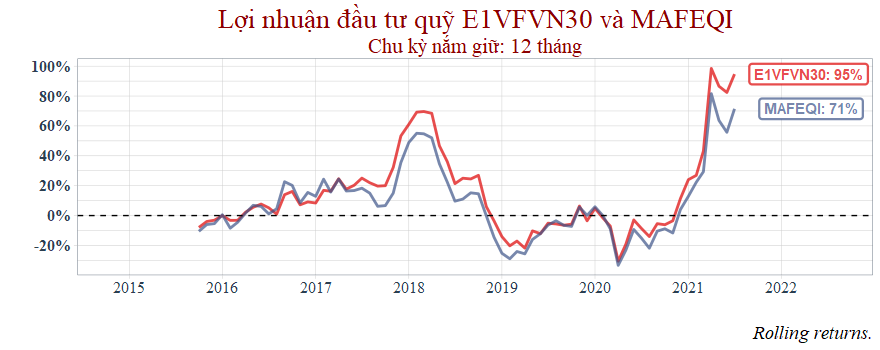 Lợi nhuận đầu tư quỹ E1VFVN30 và MAFEQI
Chu kỳ nắm giữ: 12 tháng
100%
80%
60%
40%
20%
0%
-20%
E1VFVN30: 95%
MAFEQI: 71%
2015 2016 2017 2018 2019 2020 2021 2022
Rolling returns.